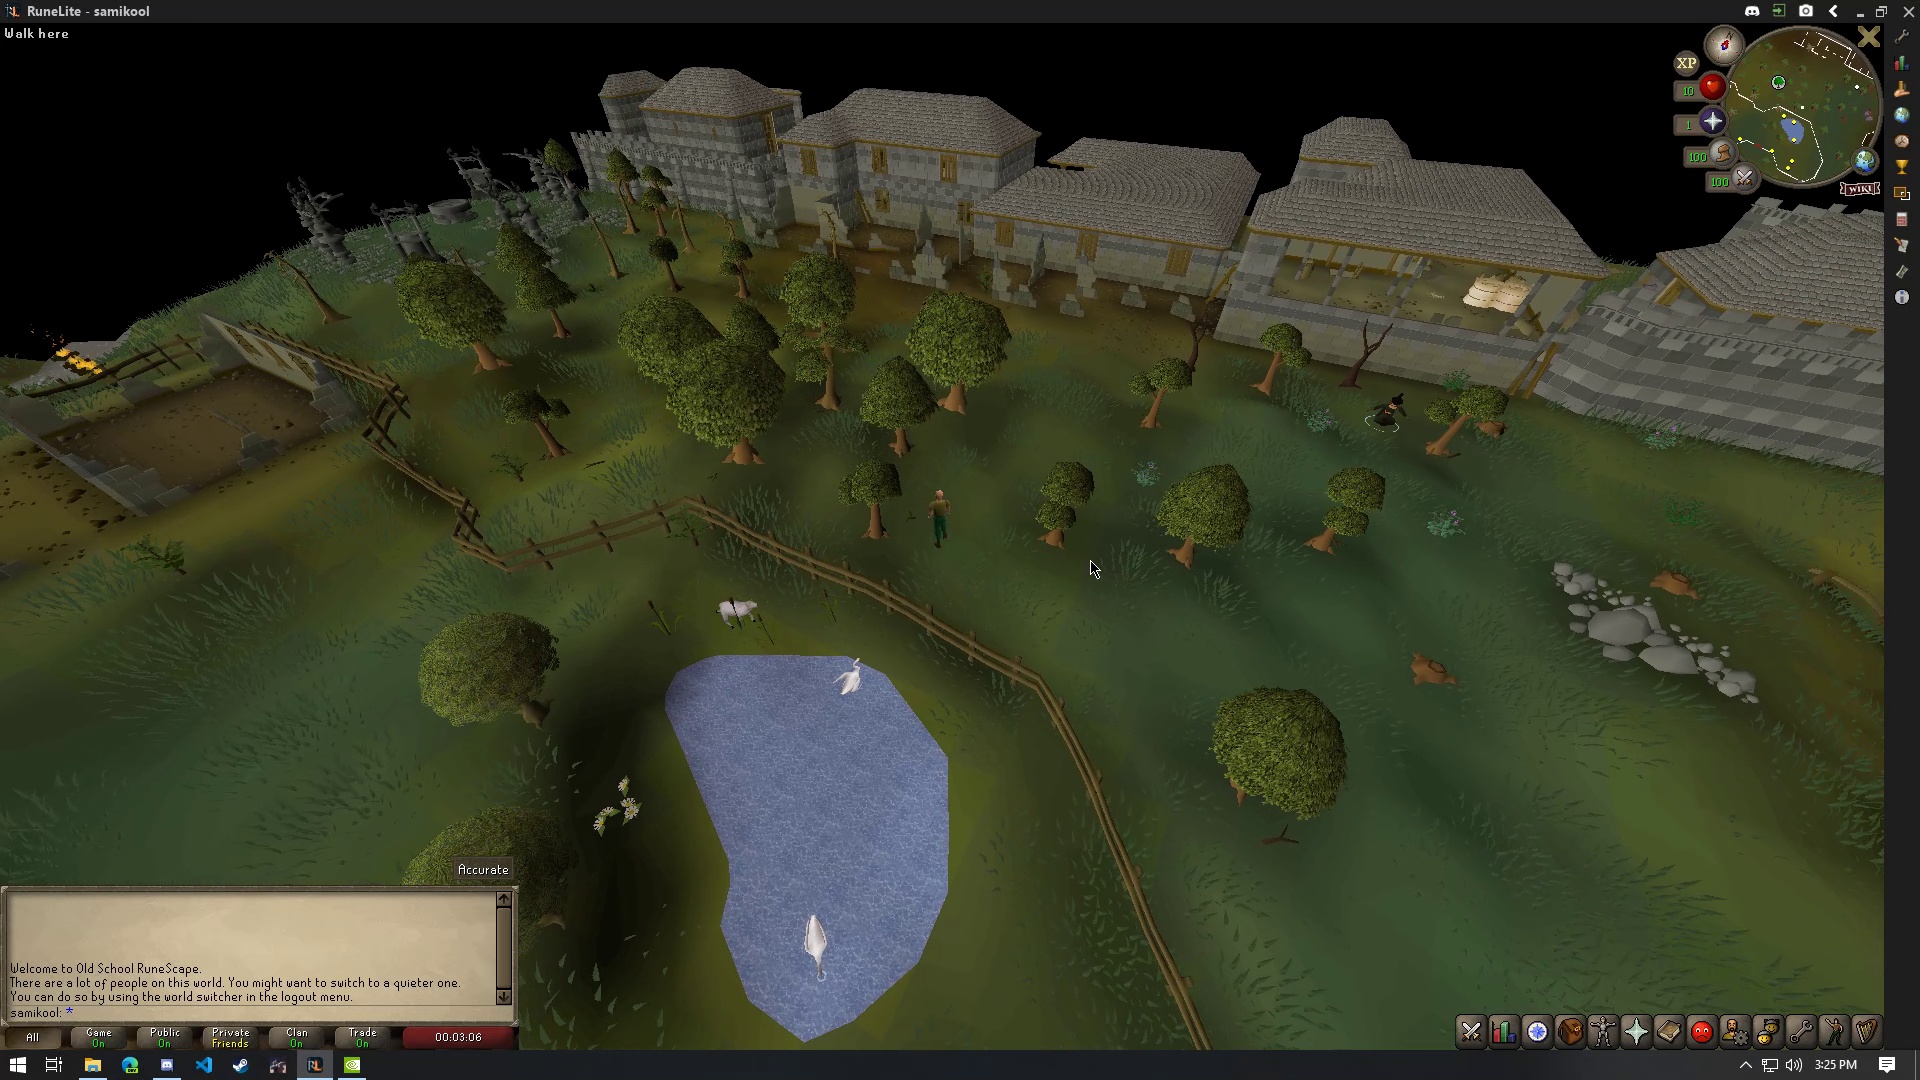 RuneLite - samikool
Walk here
XP
10
1
100
100
WIKI
Accurate
Welcome to Old School RuneScape.
There are a lot of people on this world. You might want to switch to a quieter one.
You can do so by using the world switcher in the logout menu.
samikool: *
All
Game
On
Public
On
Private
Friends
Clan
On
Trade
On
00:03:06
3:25 PM